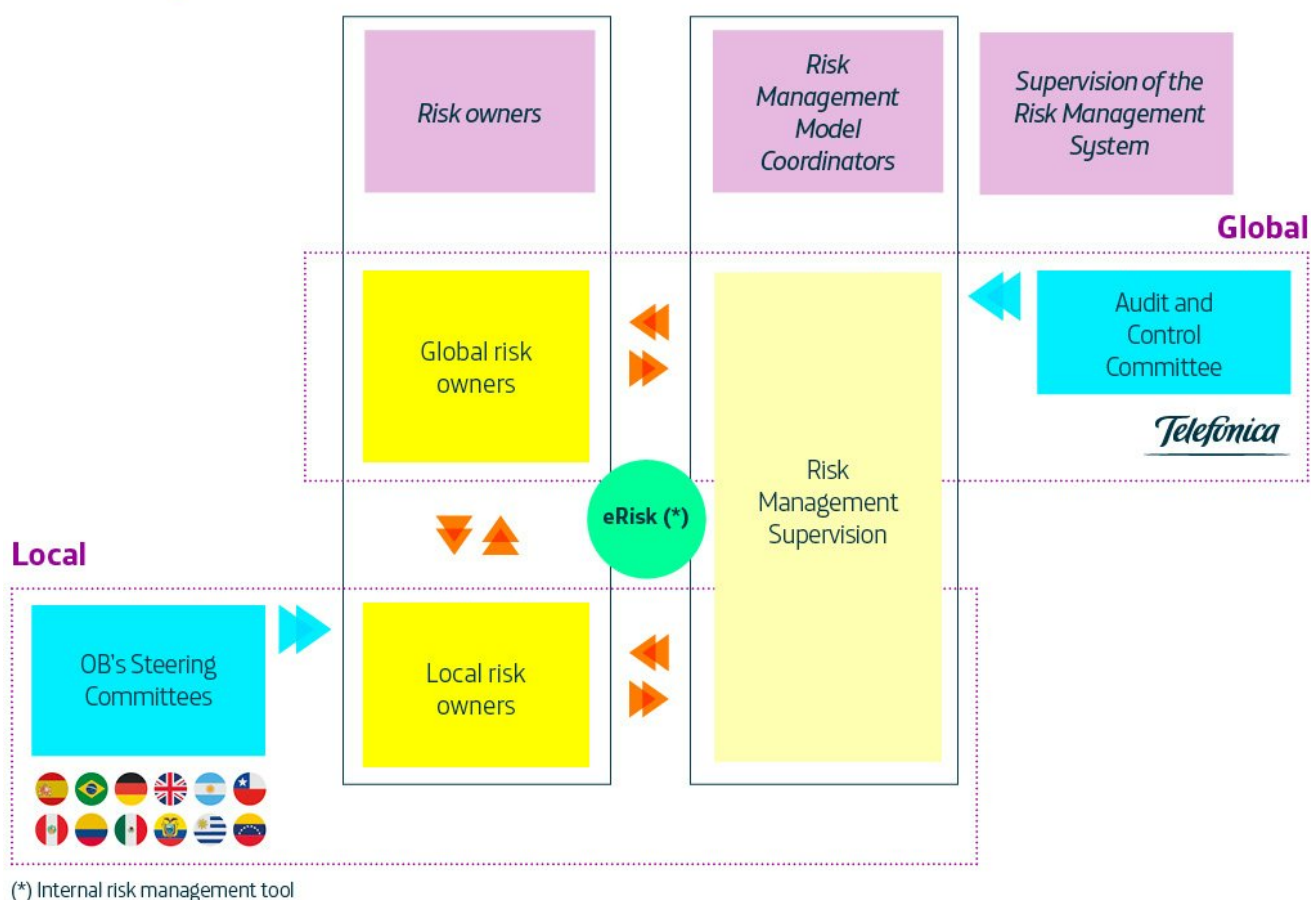 Risk owners
Risk
Management
Model
Coordinators
Supervision of the
Risk Management
System
Global
Global risk
owners
Audit and
Control
Committee
Telefónica
Risk
Management
Supervision
eRisk (*)
Local
OB's Steering
Committees
Local risk
owners
(*) Internal risk management tool